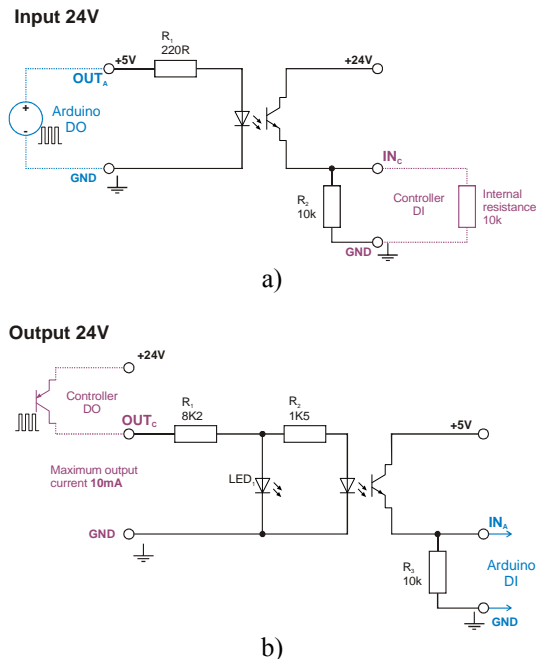 Input 24V
R₁
220R
+5V
OUTA
+24V
Arduino
DO
+
-
GND
INC
R₂
10k
Controller
DI
Internal
resistance
10k
GND
a)
Output 24V
+24V
Controller
DO
OUTC
R₁
8K2
R₂
1K5
+5V
Maximum output
current 10mA
LED₁
GND
INA
R₃
10k
Arduino
DI
GND
b)